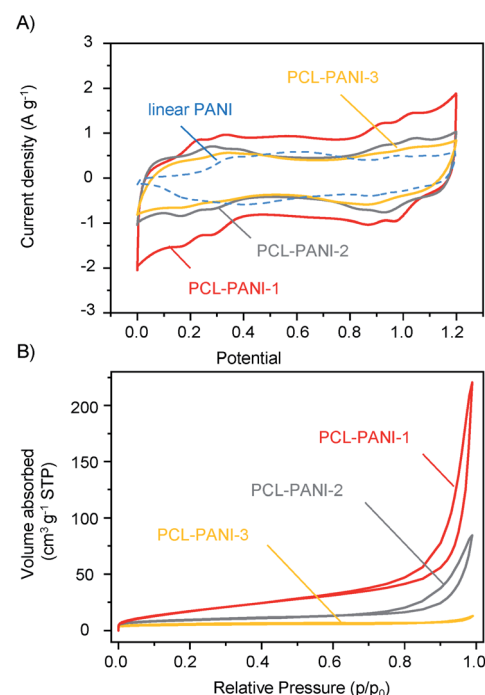 A)
3
2
1
0
-1
-2
-3
Current density (A g⁻¹)
PCL-PANI-3
linear PANI
PCL-PANI-2
PCL-PANI-1
0.0 0.2 0.4 0.6 0.8 1.0 1.2
Potential
B)
200
150
100
50
0
Volume absorbed
(cm³ g⁻¹ STP)
PCL-PANI-1
PCL-PANI-2
PCL-PANI-3
0.0 0.2 0.4 0.6 0.8 1.0
Relative Pressure (p/p₀)